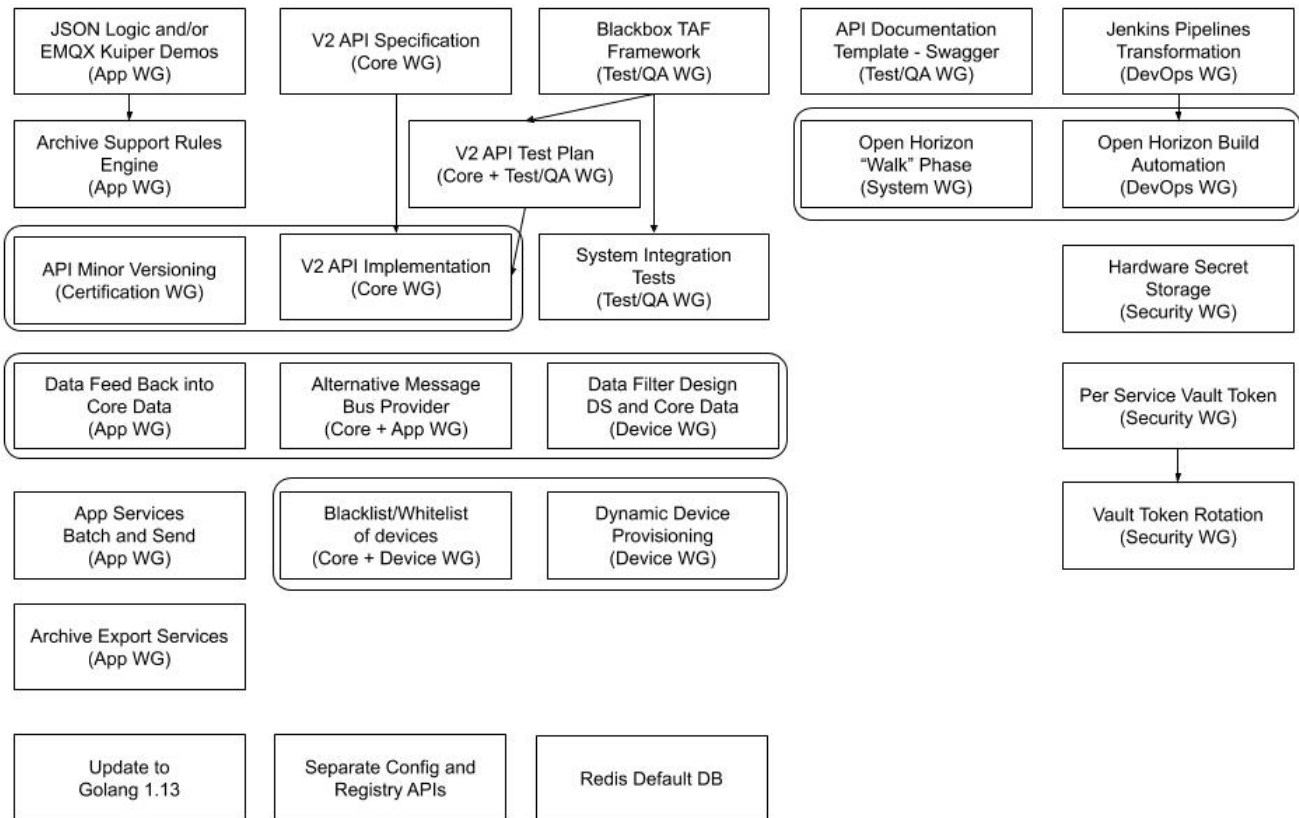 JSON Logic and/or
EMQX Kuiper Demos
(App WG)
V2 API Specification
(Core WG)
Blackbox TAF
Framework
(Test/QA WG)
API Documentation
Template - Swagger
(Test/QA WG)
Jenkins Pipelines
Transformation
(DevOps WG)
Archive Support Rules
Engine
(App WG)
V2 API Test Plan
(Core + Test/QA WG)
Open Horizon
“Walk” Phase
(System WG)
Open Horizon Build
Automation
(DevOps WG)
API Minor Versioning
(Certification WG)
V2 API Implementation
(Core WG)
System Integration
Tests
(Test/QA WG)
Hardware Secret
Storage
(Security WG)
Data Feed Back into
Core Data
(App WG)
Alternative Message
Bus Provider
(Core + App WG)
Data Filter Design
DS and Core Data
(Device WG)
Per Service Vault Token
(Security WG)
App Services
Batch and Send
(App WG)
Blacklist/Whitelist
of devices
(Core + Device WG)
Dynamic Device
Provisioning
(Device WG)
Vault Token Rotation
(Security WG)
Archive Export Services
(App WG)
Update to
Golang 1.13
Separate Config and
Registry APIs
Redis Default DB